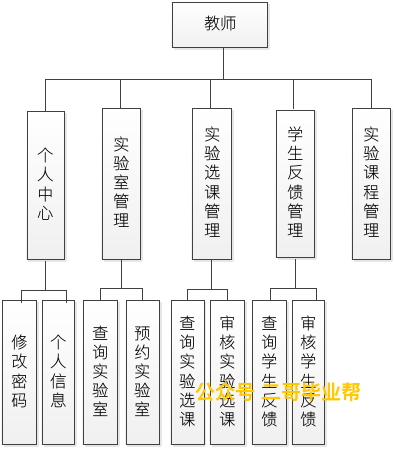 教师
个人中心
实验室管理
实验选课管理
学生反馈管理
实验课程管理
修改密码
个人信息
查询实验室
预约实验室
查询实验选课
审核实验选课
查询学生反馈
审核学生反馈
公众号 二哥毕业帮